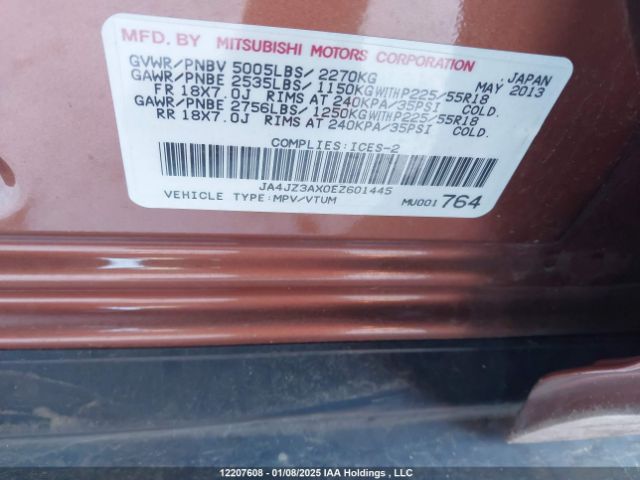 MFD. BY MITSUBISHI MOTORS CORPORATION
GVWR/PNBV 5005LBS/2270KG , JAPAN
GAWR/PNBE 2535LBS/1150KG WITH P225/55R18 MAY 2013
FR 18X7.0J RIMS AT 240KPA/35PSI COLD.
GAWR/PNBE 2756LBS/1250KG WITH P225/55R18
RR 18X7.0J RIMS AT 240KPA/35PSI COLD.
COMPLIES:ICES-2
JA4JZ3AX0EZ601445
VEHICLE TYPE:MPV/VTUM MU001 764
12207608 - 01/08/2025 IAA Holdings , LLC